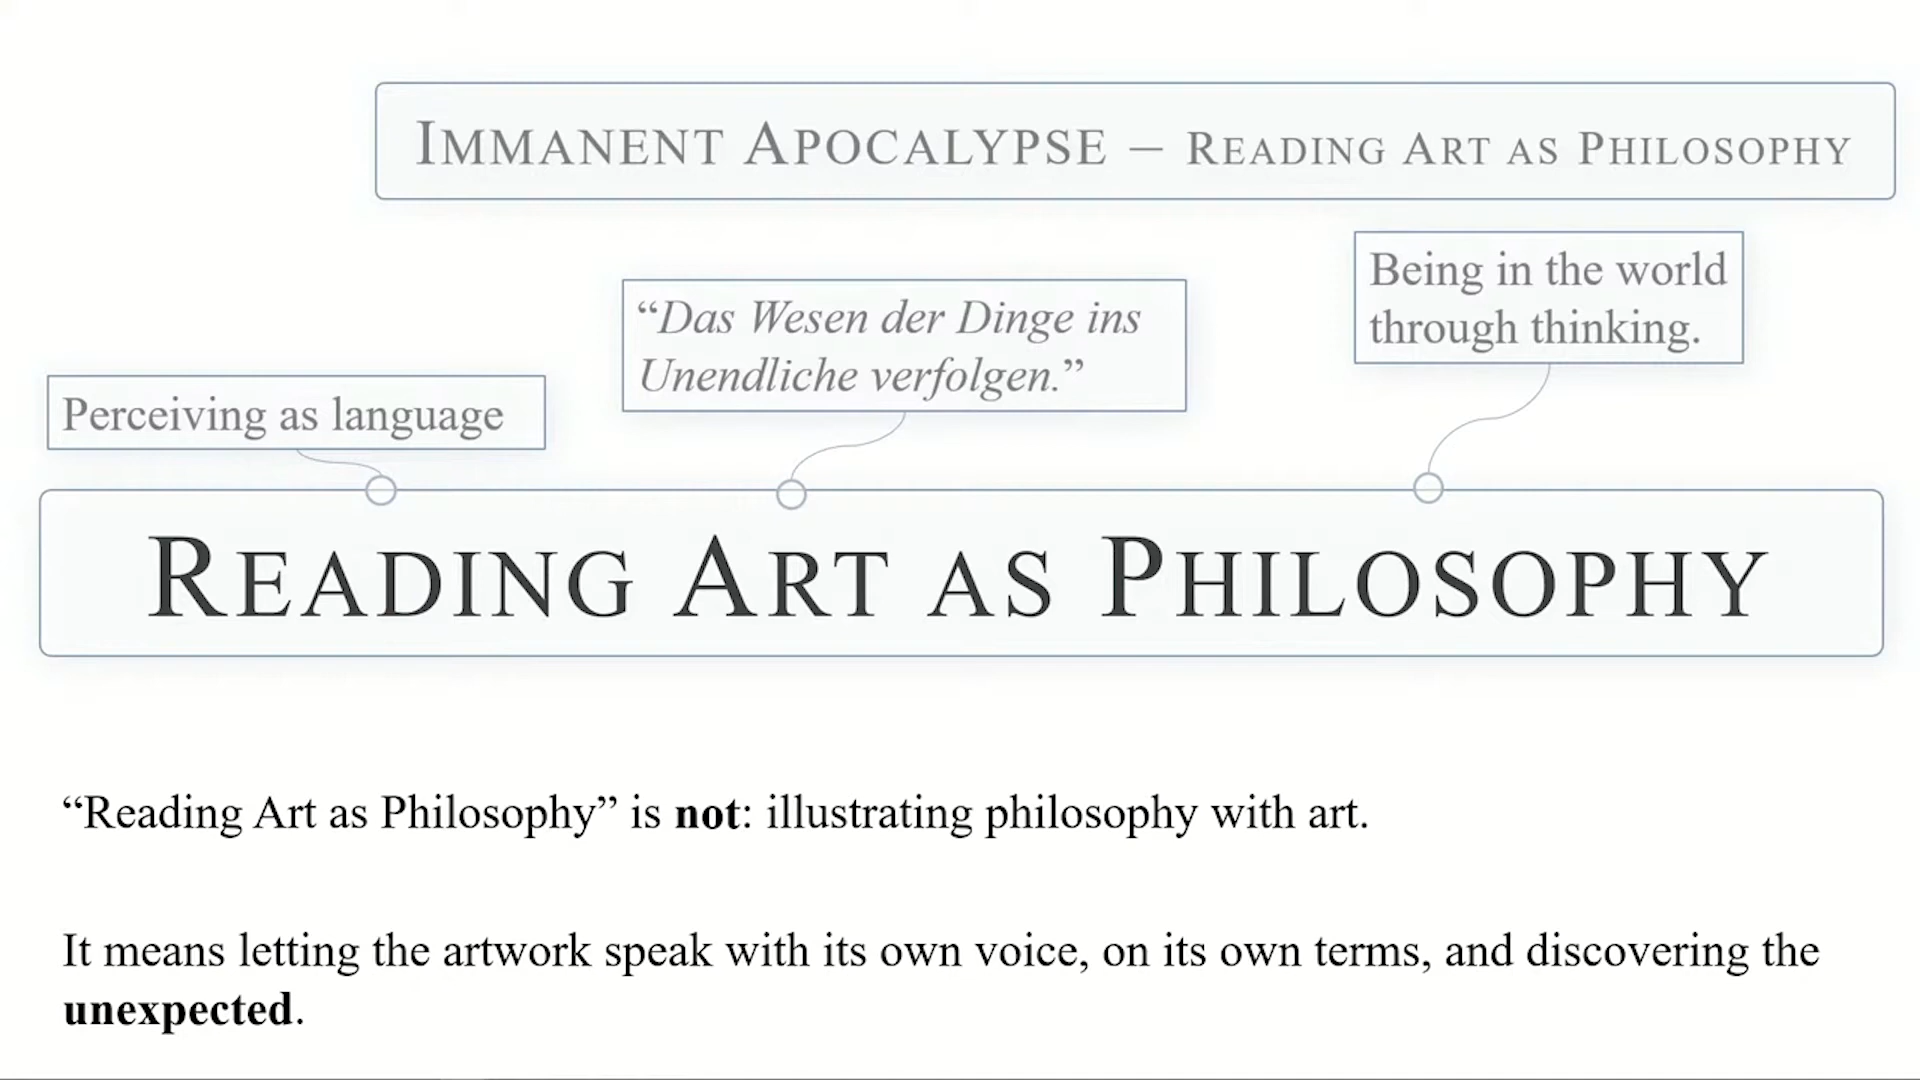 IMMANENT APOCALYPSE – READING ART AS PHILOSOPHY
Being in the world
through thinking.
“Das Wesen der Dinge ins
Unendliche verfolgen.”
Perceiving as language
READING ART AS PHILOSOPHY
“Reading Art as Philosophy” is not: illustrating philosophy with art.
It means letting the artwork speak with its own voice, on its own terms, and discovering the
unexpected.